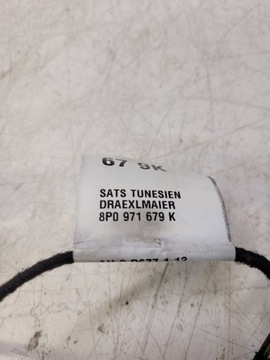 67 9K
SATS TUNESIEN
DRAEXLMAIER
8P0 971 679 K